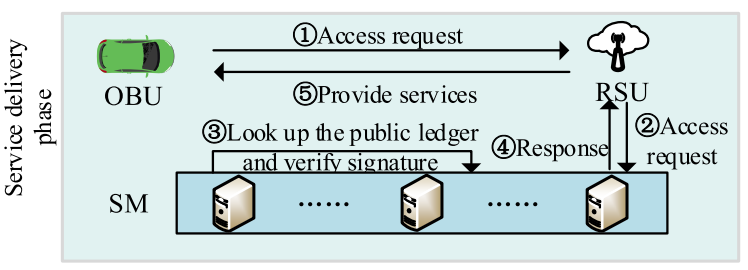 Service delivery
phase
①Access request
OBU
RSU
⑤Provide services
③Look up the public ledger
and verify signature
④Response
②Access
request
SM
......
......